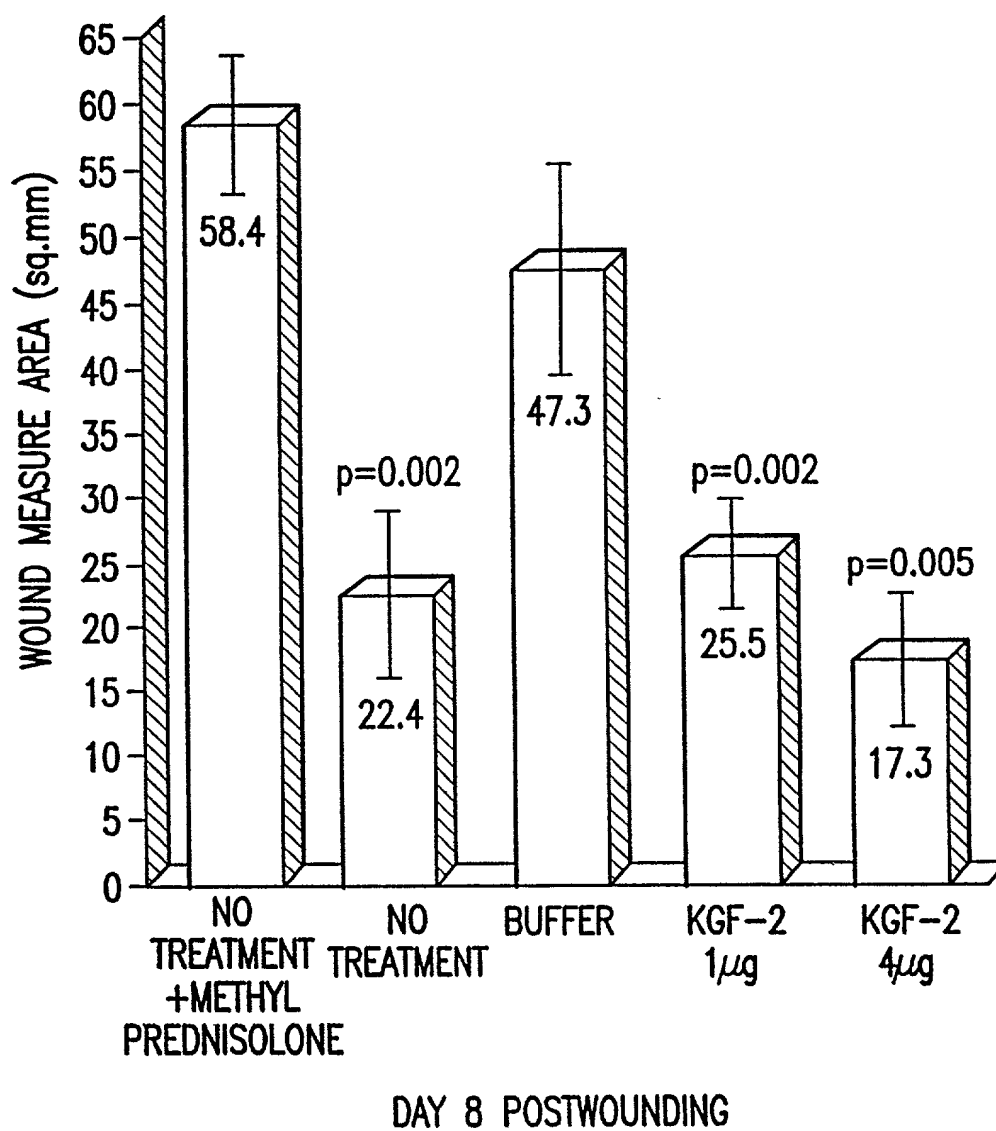 WOUND MEASURE AREA (sq.mm)
65
60
55
50
45
40
35
30
25
20
15
10
5
0
58.4
p=0.002
22.4
47.3
p=0.002
25.5
p=0.005
17.3
NO
TREATMENT
+METHYL
PREDNISOLONE
NO
TREATMENT
BUFFER
KGF-2
1μg
KGF-2
4μg
DAY 8 POSTWOUNDING